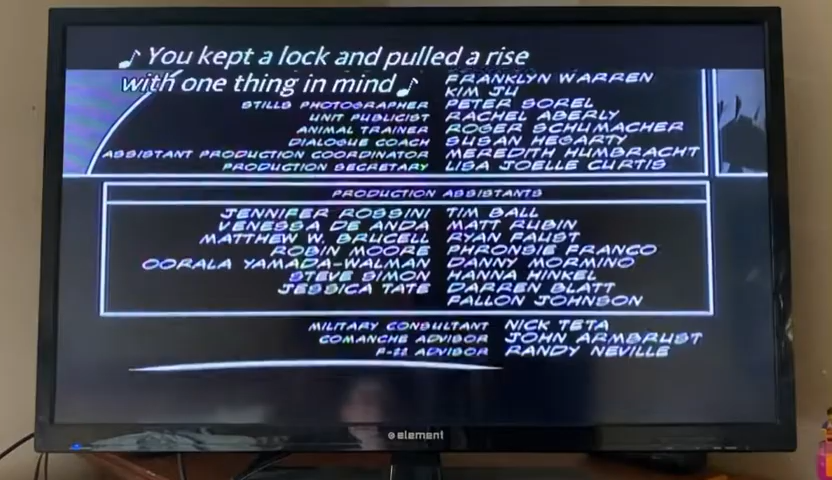 ♪ You kept a lock and pulled a rise
with one thing in mind ♪
FRANKLYN WARREN
KIM JU
STILLS PHOTOGRAPHER PETER SOREL
UNIT PUBLICIST RACHEL ABERLY
ANIMAL TRAINER ROGER SCHUMACHER
DIALOGUE COACH SUSAN HEGARTY
ASSISTANT PRODUCTION COORDINATOR MEREDITH HUMBRACHT
PRODUCTION SECRETARY LISA JOELLE CURTIS
PRODUCTION ASSISTANTS
JENNIFER ROSSINI TIM BALL
VENESSA DE ANDA MATT RUBIN
MATTHEW W. BRUCELL RYAN FAUST
ROBIN MOORE PHRONSIE FRANCO
OORALA YAMADA-WALMAN DANNY MORMINO
STEVE SIMON HANNA HINKEL
JESSICA TATE DARREN BLATT
FALLON JOHNSON
MILITARY CONSULTANT NICK TETA
COMANCHE ADVISOR JOHN ARMBRUST
F-22 ADVISOR RANDY NEVILLE
element